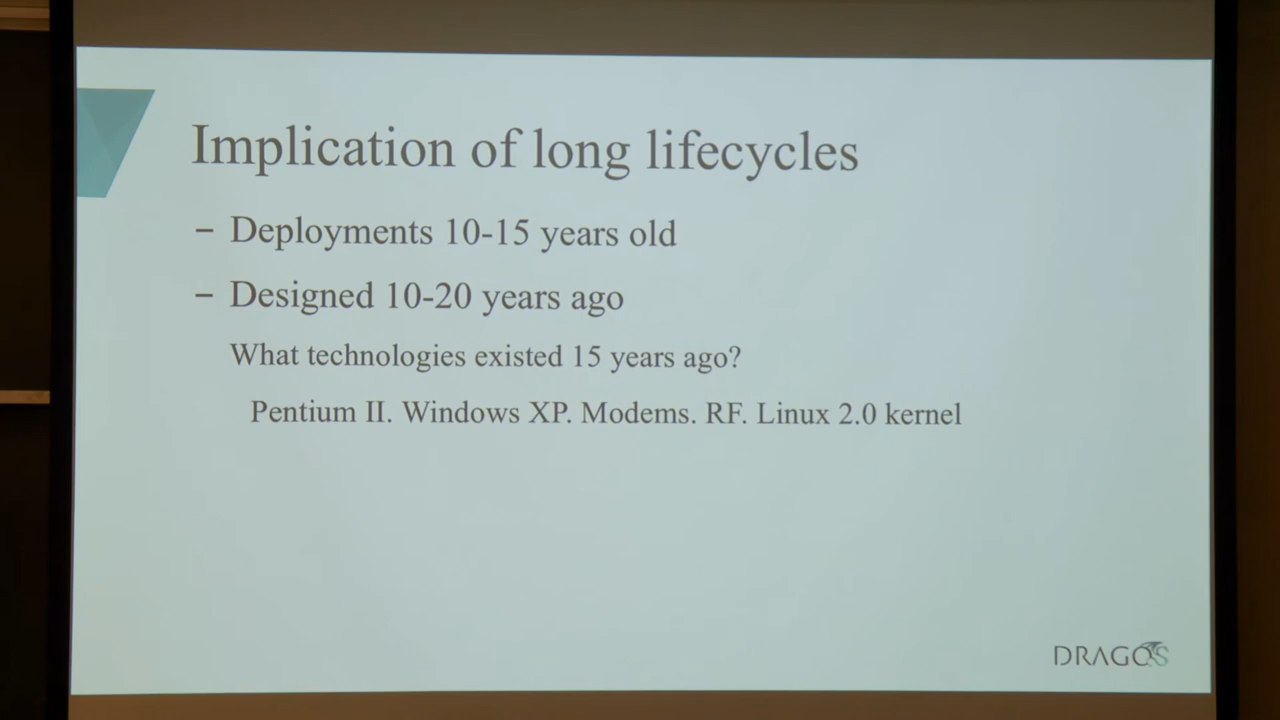 Implication of long lifecycles
– Deployments 10-15 years old
– Designed 10-20 years ago
What technologies existed 15 years ago?
Pentium II. Windows XP. Modems. RF. Linux 2.0 kernel
DRAGOS